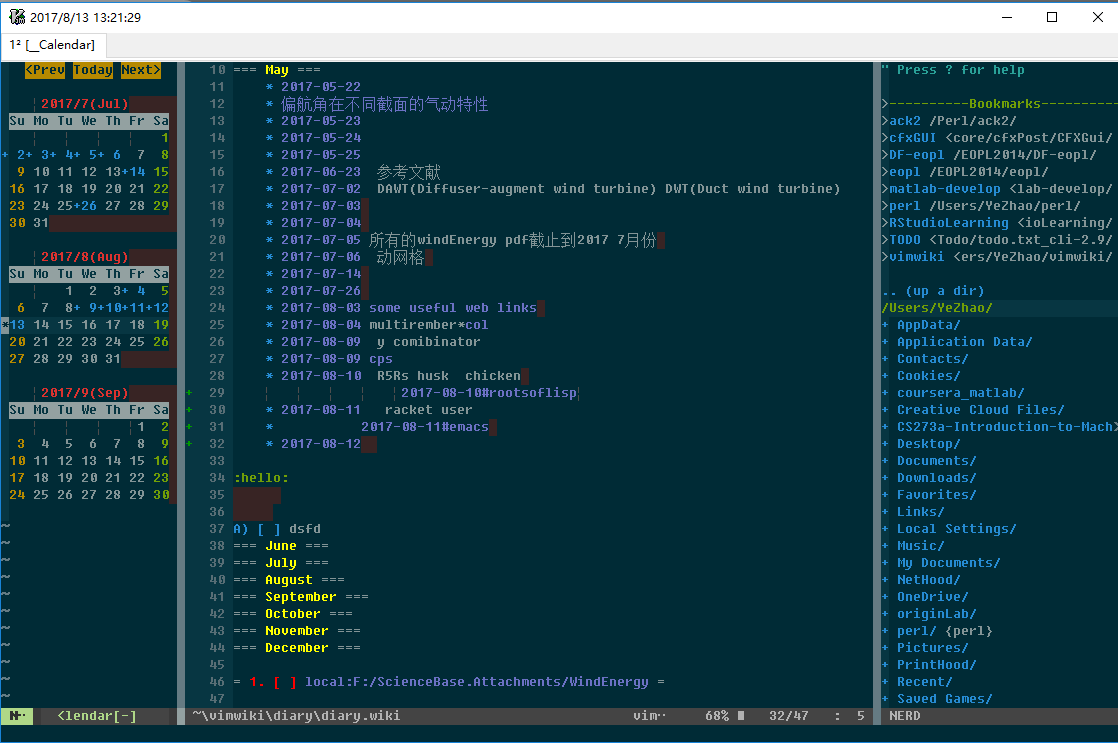 2017/8/13 13:21:29
1² [__Calendar]
<Prev Today Next>
2017/7(Jul)
Su Mo Tu We Th Fr Sa
1
+ 2+ 3+ 4+ 5+ 6 7 8
9 10 11 12 13+14 15
16 17 18 19 20 21 22
23 24 25+26 27 28 29
30 31
2017/8(Aug)
Su Mo Tu We Th Fr Sa
1 2 3+ 4 5
6 7 8+ 9+10+11+12
*13 14 15 16 17 18 19
20 21 22 23 24 25 26
27 28 29 30 31
2017/9(Sep)
Su Mo Tu We Th Fr Sa
1 2
3 4 5 6 7 8 9
10 11 12 13 14 15 16
17 18 19 20 21 22 23
24 25 26 27 28 29 30
~
~
~
~
~
~
~
~
~
~
~
N·· <lendar[-]
10 === May ===
11 * 2017-05-22
12 * 偏航角在不同截面的气动特性
13 * 2017-05-23
14 * 2017-05-24
15 * 2017-05-25
16 * 2017-06-23 参考文献
17 * 2017-07-02 DAWT(Diffuser-augment wind turbine) DWT(Duct wind turbine)
18 * 2017-07-03
19 * 2017-07-04
20 * 2017-07-05 所有的windEnergy pdf截止到2017 7月份
21 * 2017-07-06 动网格
22 * 2017-07-14
23 * 2017-07-26
24 * 2017-08-03 some useful web links
25 * 2017-08-04 multirember*col
26 * 2017-08-09 y comibinator
27 * 2017-08-09 cps
28 * 2017-08-10 R5Rs husk chicken
+ 29 2017-08-10#rootsoflisp
+ 30 * 2017-08-11 racket user
+ 31 * 2017-08-11#emacs
+ 32 * 2017-08-12
33
34 :hello:
35
36
37 A) [ ] dsfd
38 === June ===
39 === July ===
40 === August ===
41 === September ===
42 === October ===
43 === November ===
44 === December ===
45
46 = 1. [ ] local:F:/ScienceBase.Attachments/WindEnergy =
47
~\vimwiki\diary\diary.wiki vim·· 68% 32/47 : 5
" Press ? for help
>----------Bookmarks----------
>ack2 /Perl/ack2/
>cfxGUI <core/cfxPost/CFXGui/
>DF-eopl /EOPL2014/DF-eopl/
>eopl /EOPL2014/eopl/
>matlab-develop <lab-develop/
>perl /Users/YeZhao/perl/
>RStudioLearning <ioLearning/
>TODO <Todo/todo.txt_cli-2.9/
>vimwiki <ers/YeZhao/vimwiki/
.. (up a dir)
/Users/YeZhao/
+ AppData/
+ Application Data/
+ Contacts/
+ Cookies/
+ coursera_matlab/
+ Creative Cloud Files/
+ CS273a-Introduction-to-Mach>
+ Desktop/
+ Documents/
+ Downloads/
+ Favorites/
+ Links/
+ Local Settings/
+ Music/
+ My Documents/
+ NetHood/
+ OneDrive/
+ originLab/
+ perl/ {perl}
+ Pictures/
+ PrintHood/
+ Recent/
+ Saved Games/
NERD